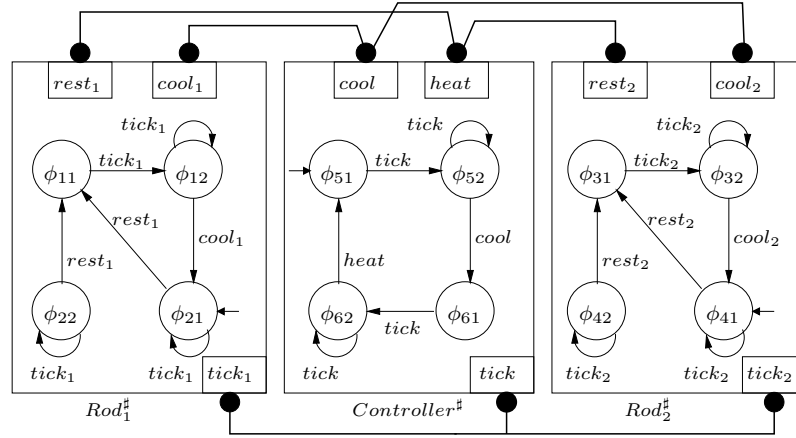 rest₁ cool₁ cool heat rest₂ cool₂
tick₁ tick tick₂
ϕ₁₁ tick₁ ϕ₁₂ ϕ₅₁ tick ϕ₅₂ ϕ₃₁ tick₂ ϕ₃₂
rest₁ cool₁ cool rest₂ cool₂
rest₁ heat rest₂
ϕ₂₂ ϕ₂₁ ϕ₆₂ tick ϕ₆₁ ϕ₄₂ ϕ₄₁
tick₁ tick₁ tick₁ tick tick tick₂ tick₂ tick₂
Rod₁♯ Controller♯ Rod₂♯